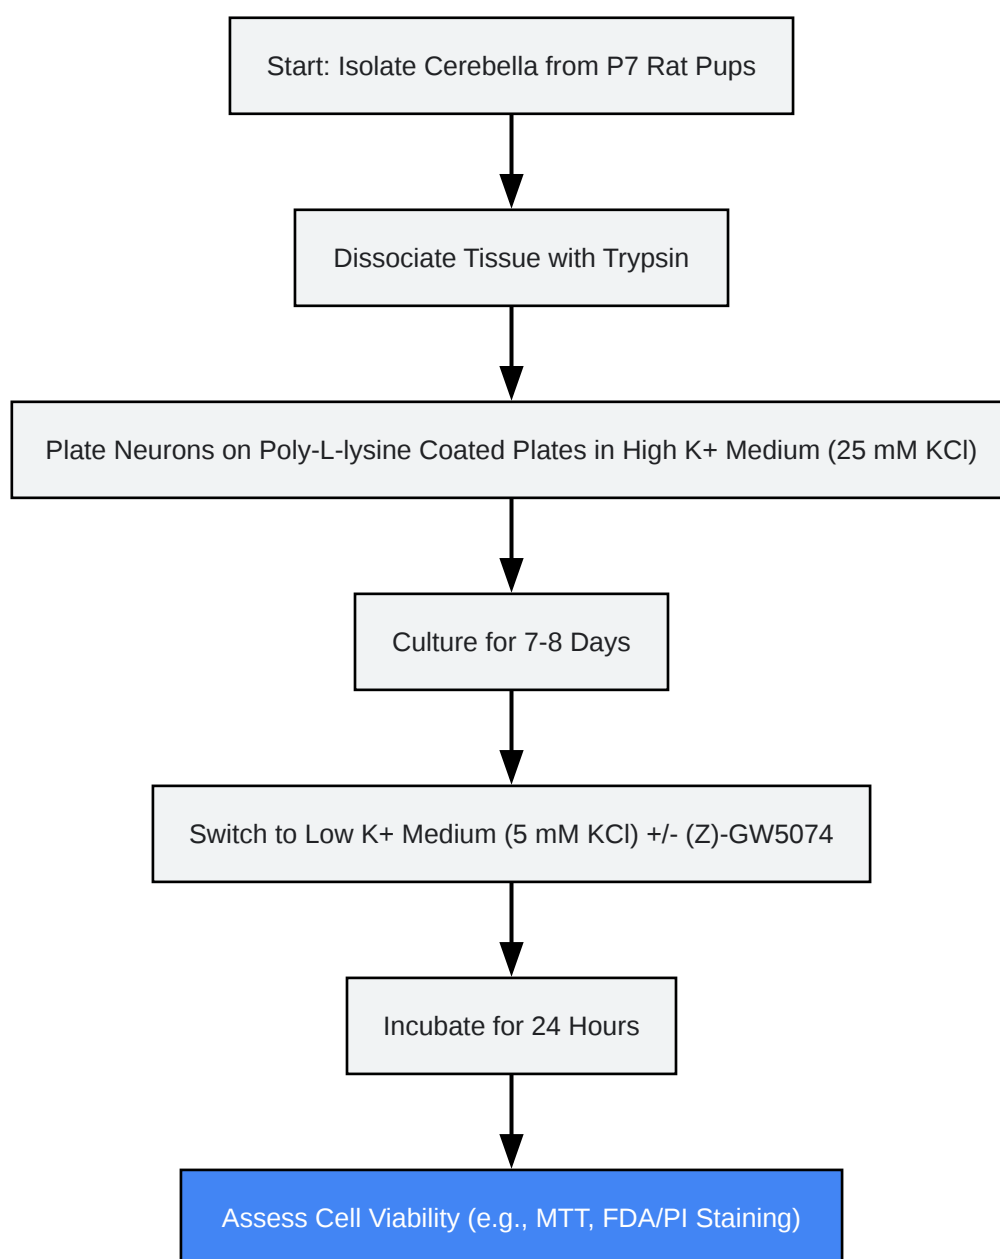 Start: Isolate Cerebella from P7 Rat Pups
Dissociate Tissue with Trypsin
Plate Neurons on Poly-L-lysine Coated Plates in High K+ Medium (25 mM KCl)
Culture for 7-8 Days
Switch to Low K+ Medium (5 mM KCl) +/- (Z)-GW5074
Incubate for 24 Hours
Assess Cell Viability (e.g., MTT, FDA/PI Staining)